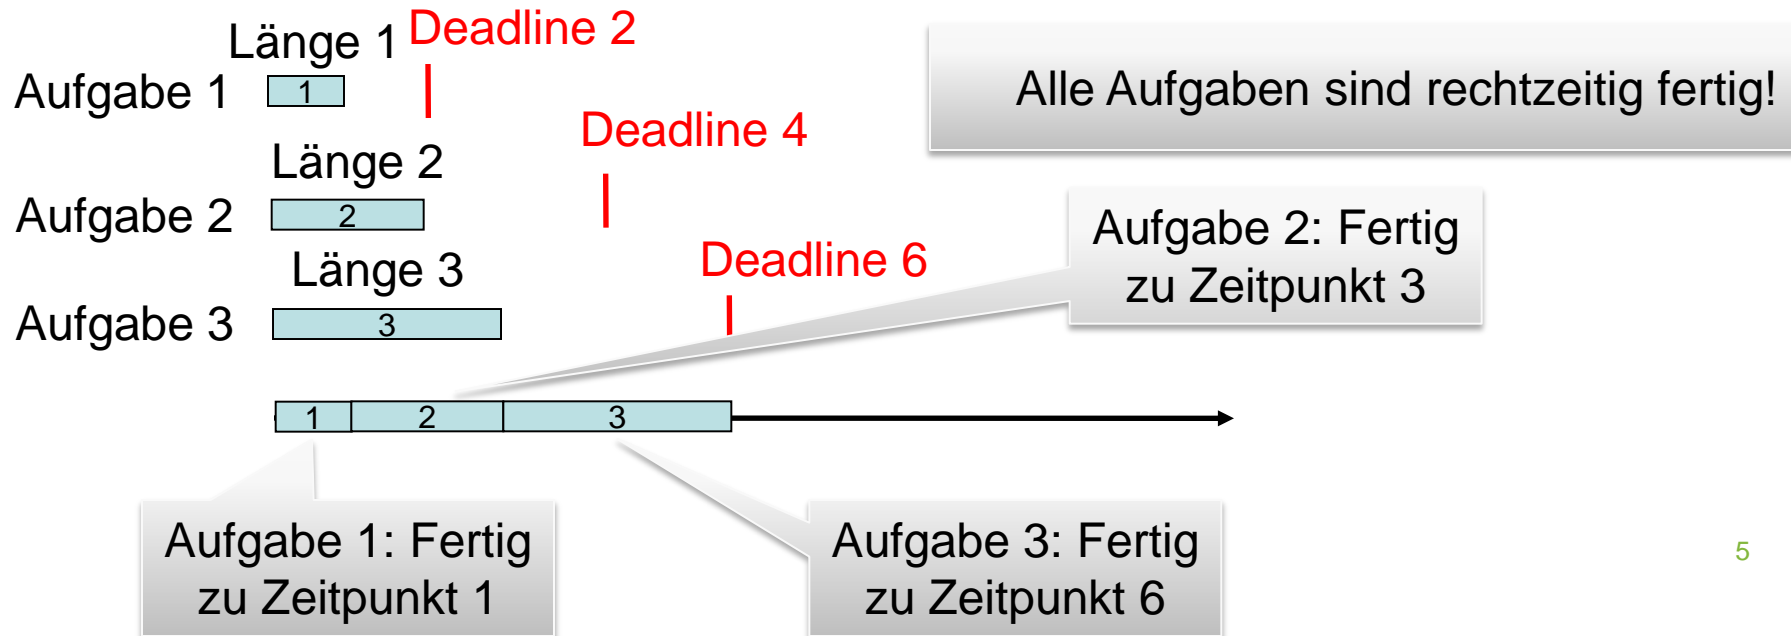 Länge 1
Deadline 2
Aufgabe 1
1
Alle Aufgaben sind rechtzeitig fertig!
Deadline 4
Länge 2
Aufgabe 2
2
Aufgabe 2: Fertig
zu Zeitpunkt 3
Deadline 6
Länge 3
Aufgabe 3
3
1
2
3
Aufgabe 1: Fertig
zu Zeitpunkt 1
Aufgabe 3: Fertig
zu Zeitpunkt 6
5